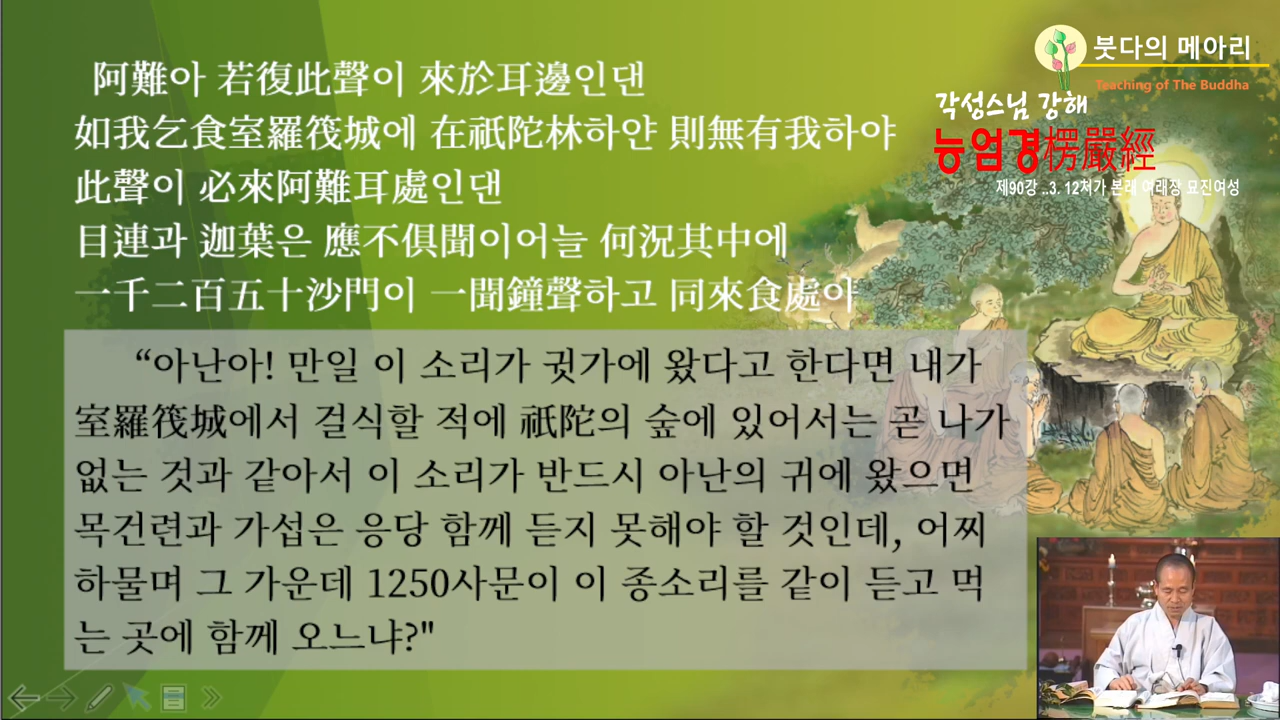 阿難아 若復此聲이 來於耳邊인댄
如我乞食室羅筏城에 在祇陀林하얀 則無有我하야
此聲이 必來阿難耳處인댄
目連과 迦葉은 應不俱聞이어늘 何況其中에
一千二百五十沙門이 一聞鐘聲하고 同來食處아
“아난아! 만일 이 소리가 귓가에 왔다고 한다면 내가
室羅筏城에서 걸식할 적에 祇陀의 숲에 있어서는 곧 나가
없는 것과 같아서 이 소리가 반드시 아난의 귀에 왔으면
목건련과 가섭은 응당 함께 듣지 못해야 할 것인데, 어찌
하물며 그 가운데 1250사문이 이 종소리를 같이 듣고 먹
는 곳에 함께 오느냐?"
붓다의 메아리
Teaching of The Buddha
각성스님 강해
능엄경楞嚴經
제90강 ..3. 12처가 본래 여래장 묘진여성